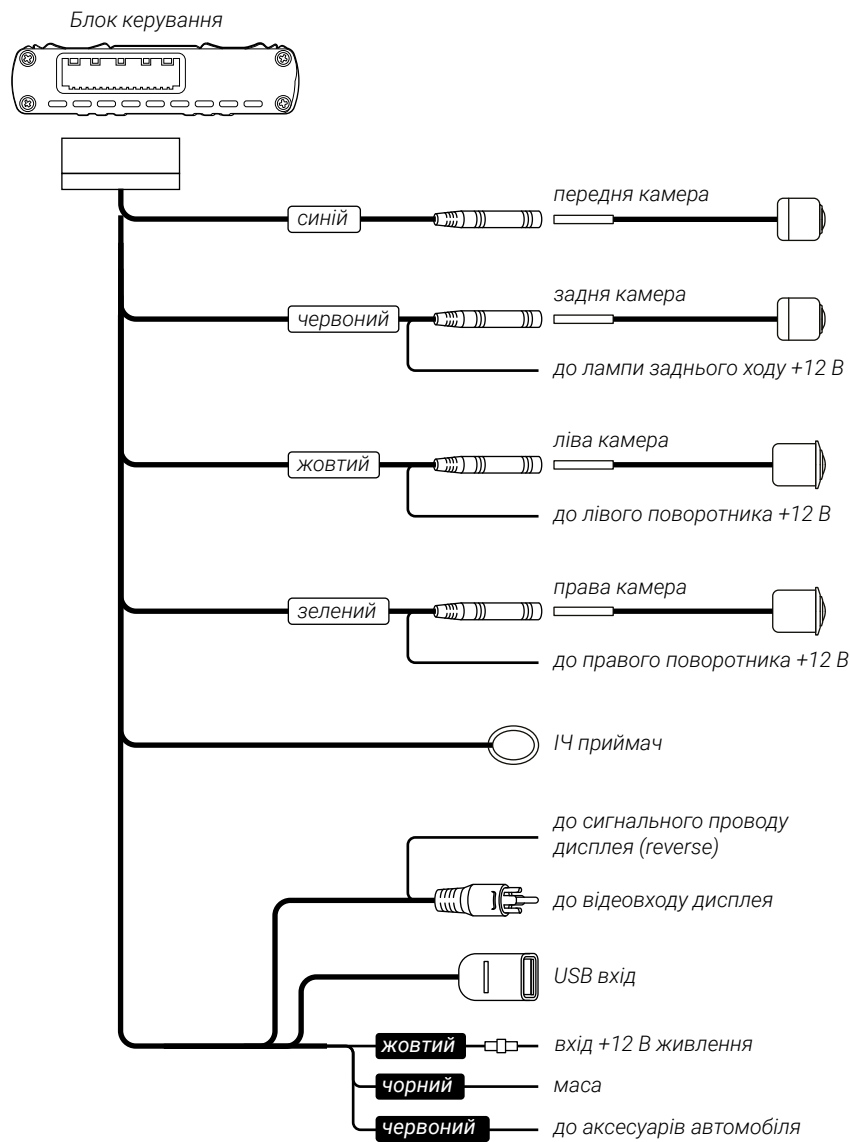 Блок керування
синій
передня камера
червоний
задня камера
до лампи заднього ходу +12 В
жовтий
ліва камера
до лівого поворотника +12 В
зелений
права камера
до правого поворотника +12 В
ІЧ приймач
до сигнального проводу
дисплея (reverse)
до відеовходу дисплея
USB вхід
жовтий
вхід +12 В живлення
чорний
маса
червоний
до аксесуарів автомобіля